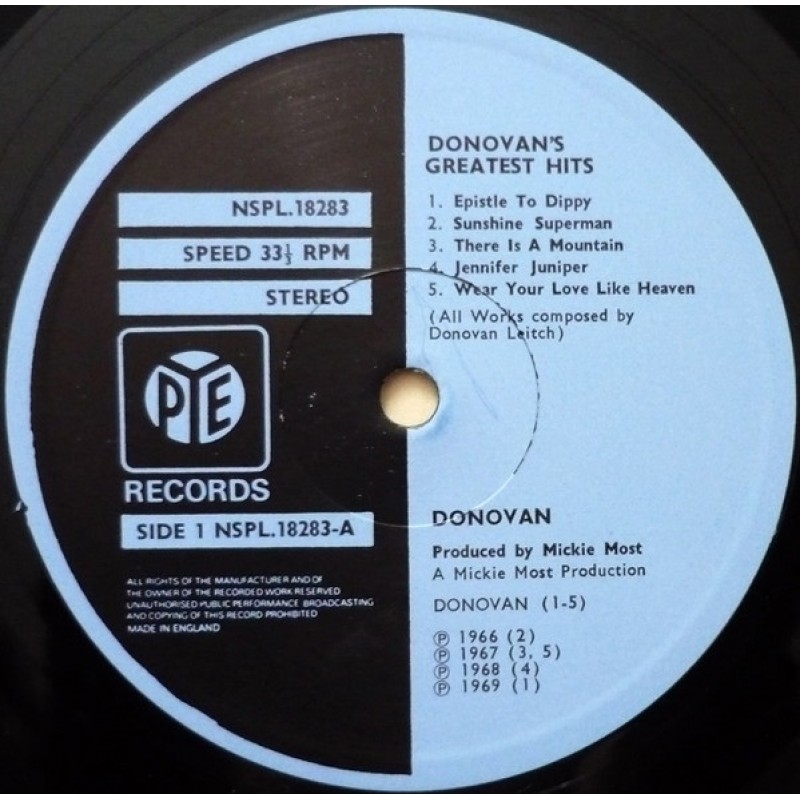 NSPL.18283
SPEED 33⅓ RPM
STEREO
PYE
RECORDS
SIDE 1 NSPL.18283-A
ALL RIGHTS OF THE MANUFACTURER AND OF
THE OWNER OF THE RECORDED WORK RESERVED
UNAUTHORISED PUBLIC PERFORMANCE BROADCASTING
AND COPYING OF THIS RECORD PROHIBITED
MADE IN ENGLAND
DONOVAN'S
GREATEST HITS
1. Epistle To Dippy
2. Sunshine Superman
3. There Is A Mountain
4. Jennifer Juniper
5. Wear Your Love Like Heaven
(All Works composed by
Donovan Leitch)
DONOVAN
Produced by Mickie Most
A Mickie Most Production
DONOVAN (1-5)
℗ 1966 (2)
℗ 1967 (3, 5)
℗ 1968 (4)
℗ 1969 (1)